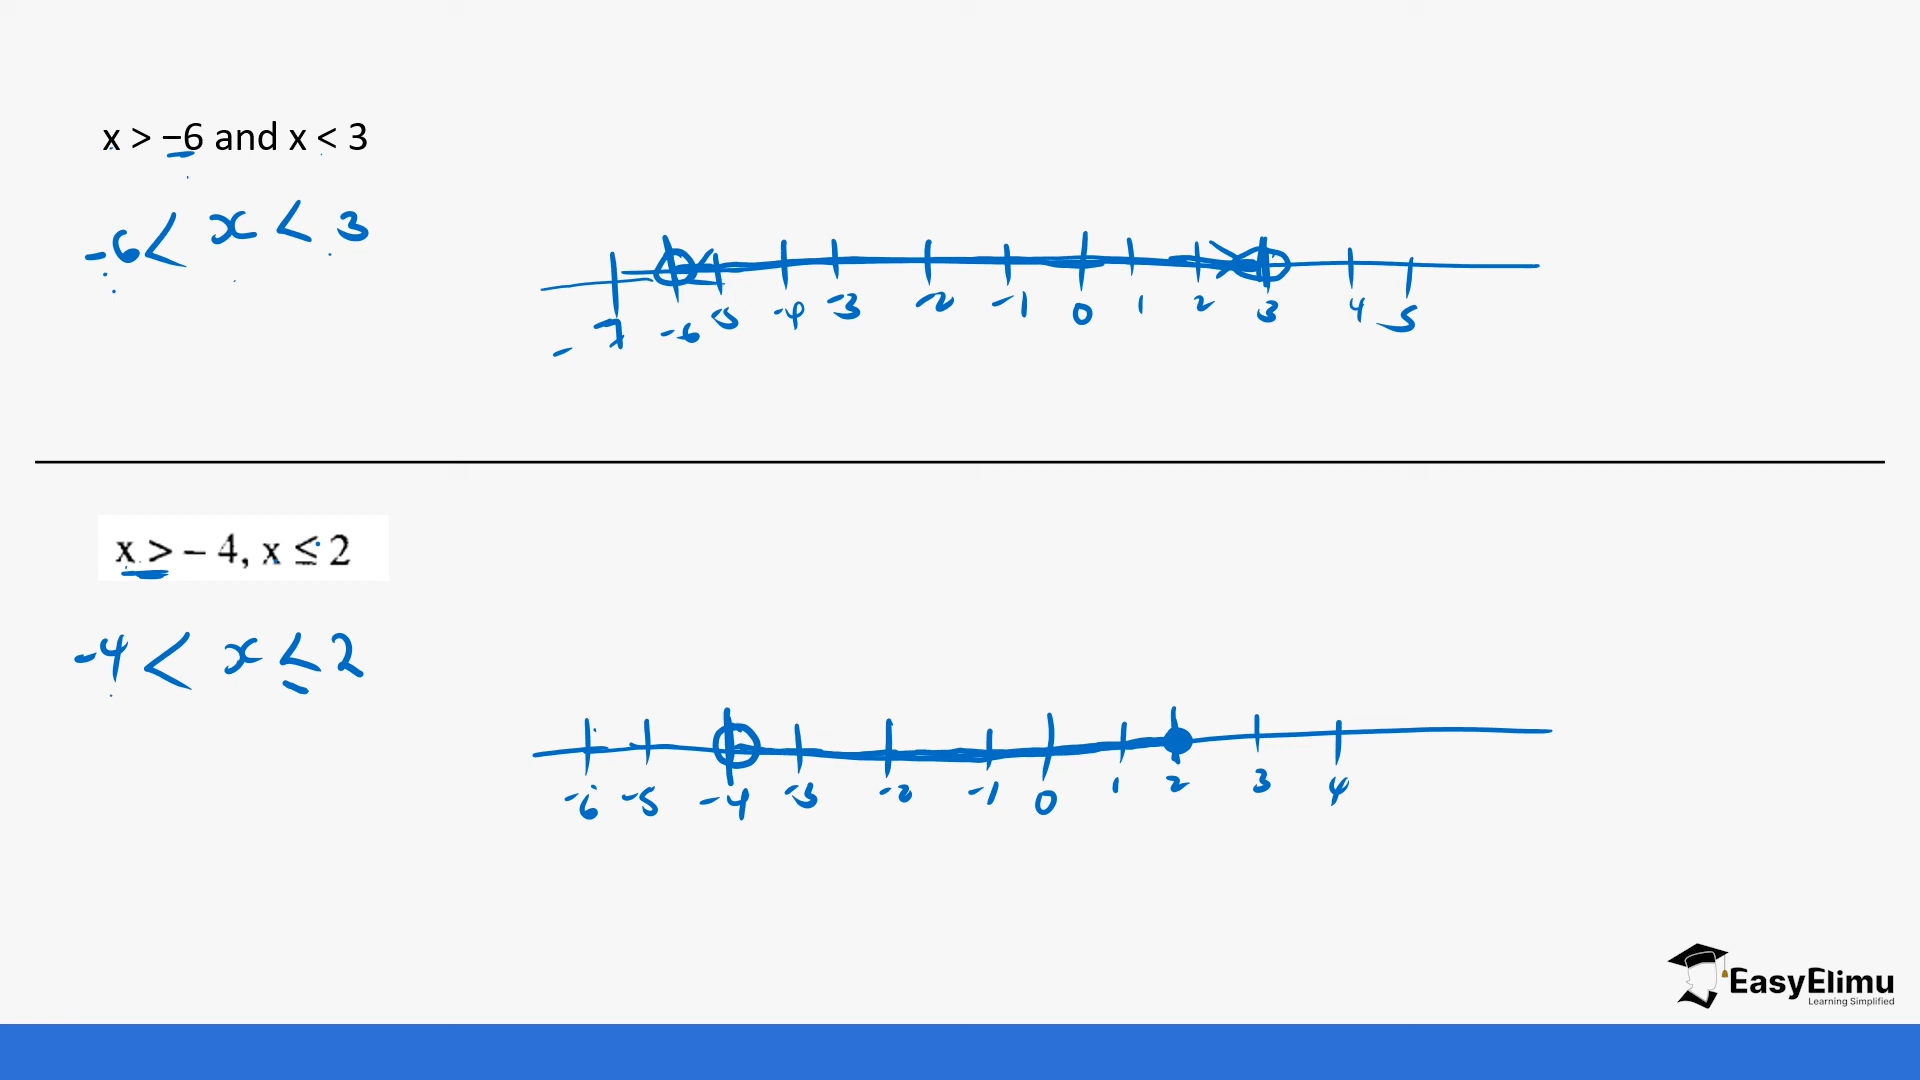 x > −6 and x < 3
-6 < x < 3
-7 -6 -5 -4 -3 -2 -1 0 1 2 3 4 5
x > – 4, x ≤ 2
-4 < x ≤ 2
-6 -5 -4 -3 -2 -1 0 1 2 3 4
EasyElimu
Learning Simplified